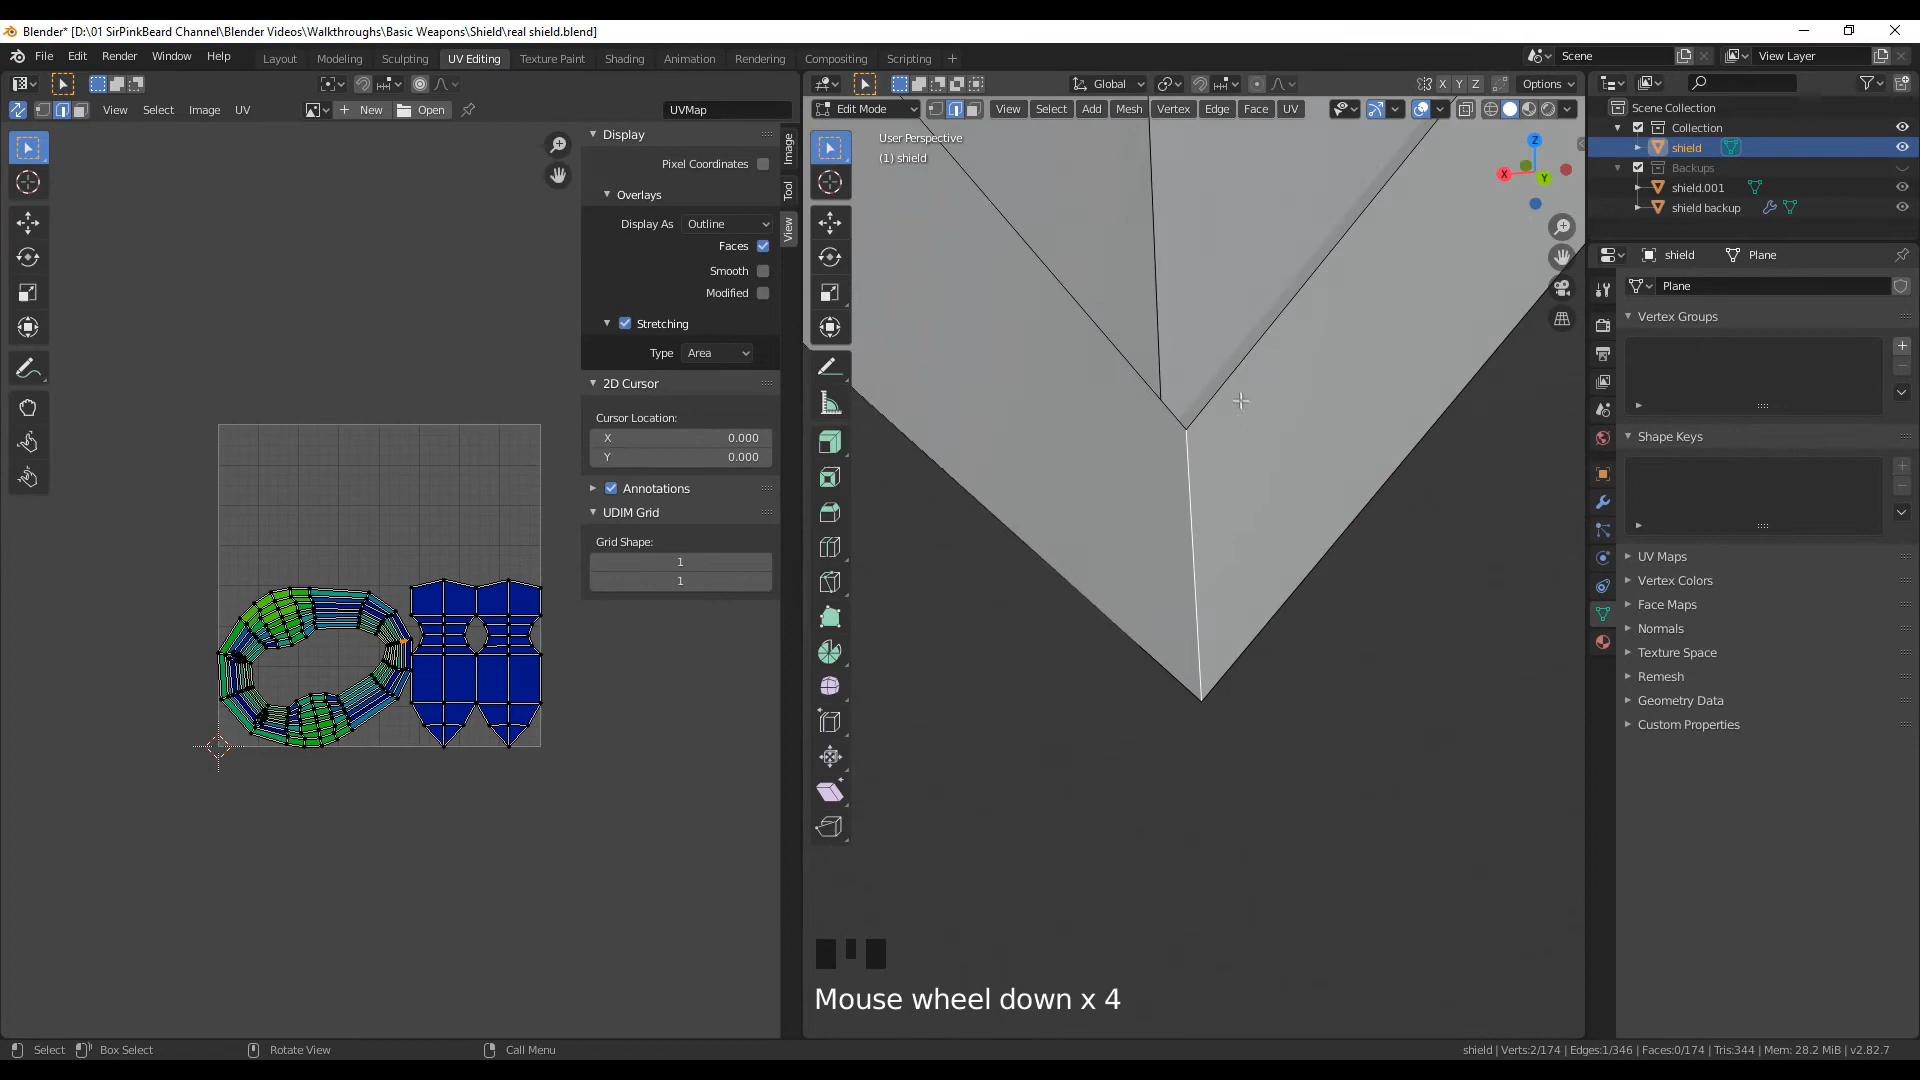 Blender* [D:\01 SirPinkBeard Channel\Blender Videos\Walkthroughs\Basic Weapons\Shield\real shield.blend]
File Edit Render Window Help
Layout Modeling Sculpting UV Editing Texture Paint Shading Animation Rendering Compositing Scripting +
Scene
View Layer
Global
X Y Z
Options
View Select Image UV
New
Open
UVMap
Edit Mode
View Select Add Mesh Vertex Edge Face UV
User Perspective
(1) shield
Z
X
Y
Display
Pixel Coordinates
Overlays
Display As Outline
Faces
Smooth
Modified
Stretching
Type Area
2D Cursor
Cursor Location:
X 0.000
Y 0.000
Annotations
UDIM Grid
Grid Shape:
1
1
Image
Tool
View
Scene Collection
Collection
shield
Backups
shield.001
shield backup
shield
Plane
Plane
Vertex Groups
Shape Keys
UV Maps
Vertex Colors
Face Maps
Normals
Texture Space
Remesh
Geometry Data
Custom Properties
Mouse wheel down x 4
Select
Box Select
Rotate View
Call Menu
shield | Verts:2/174 | Edges:1/346 | Faces:0/174 | Tris:344 | Mem: 28.2 MiB | v2.82.7